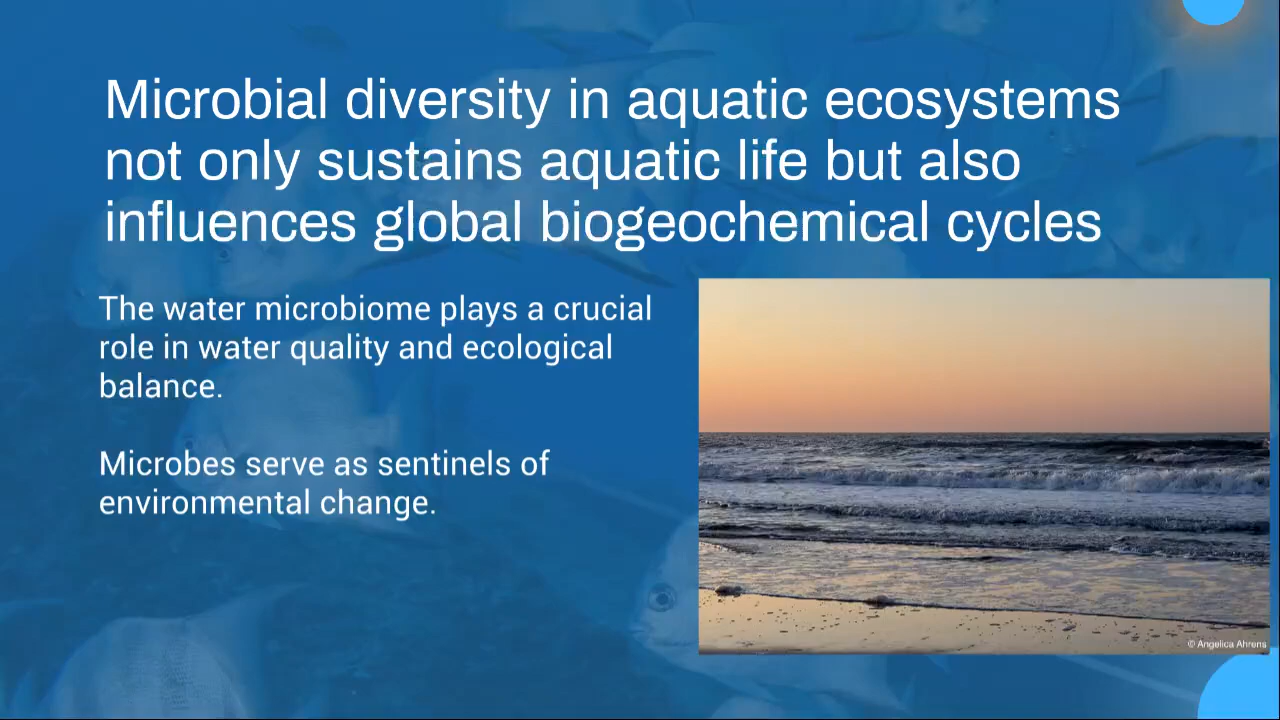 Microbial diversity in aquatic ecosystems
not only sustains aquatic life but also
influences global biogeochemical cycles
The water microbiome plays a crucial
role in water quality and ecological
balance.
Microbes serve as sentinels of
environmental change.
© Angelica Ahrens